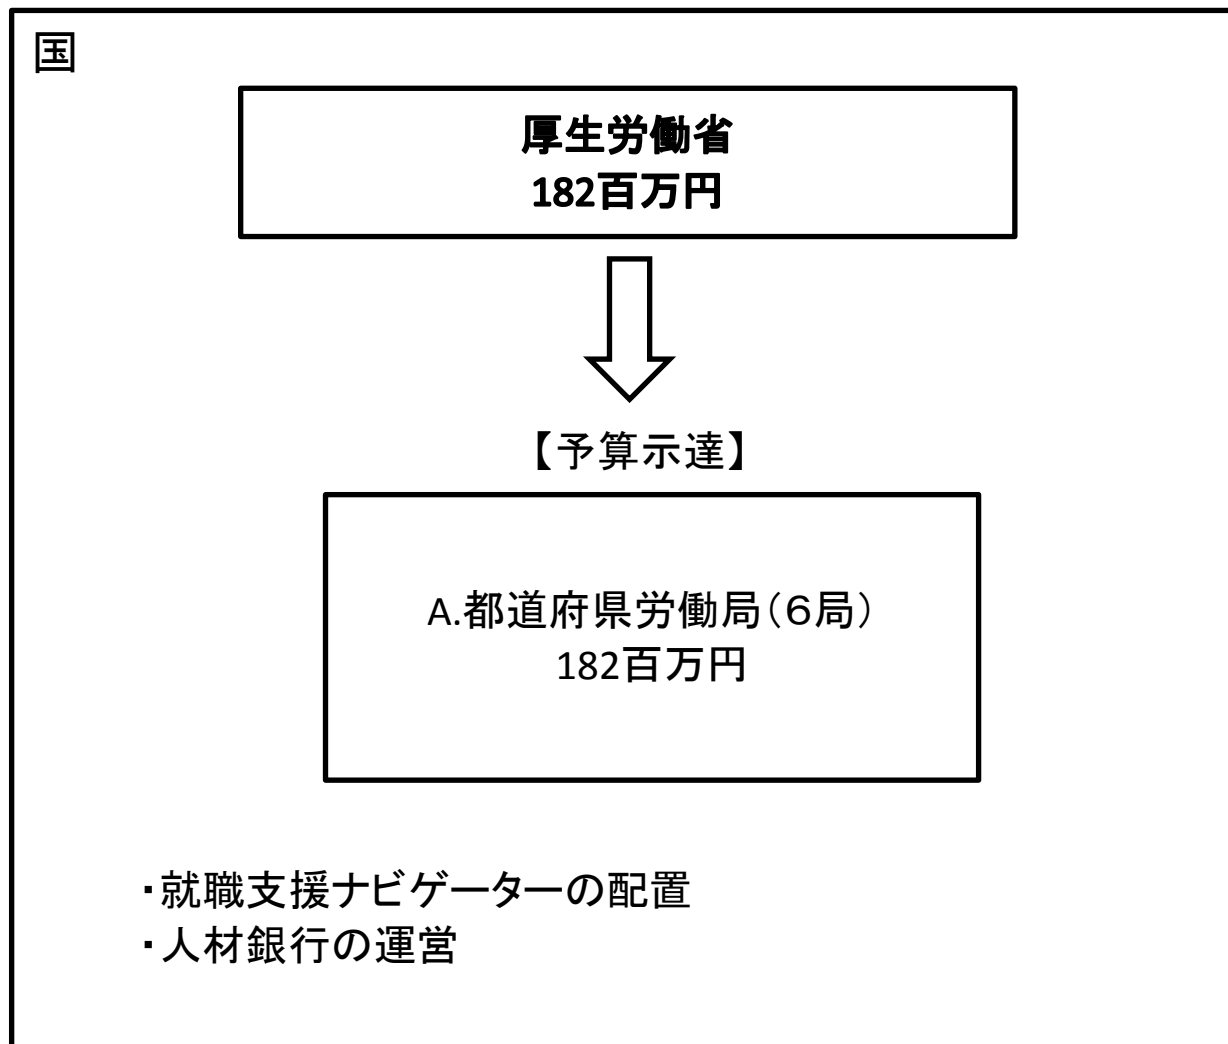 国
厚生労働省
182百万円
【予算示達】
A.都道府県労働局（６局）
182百万円
・就職支援ナビゲーターの配置
・人材銀行の運営